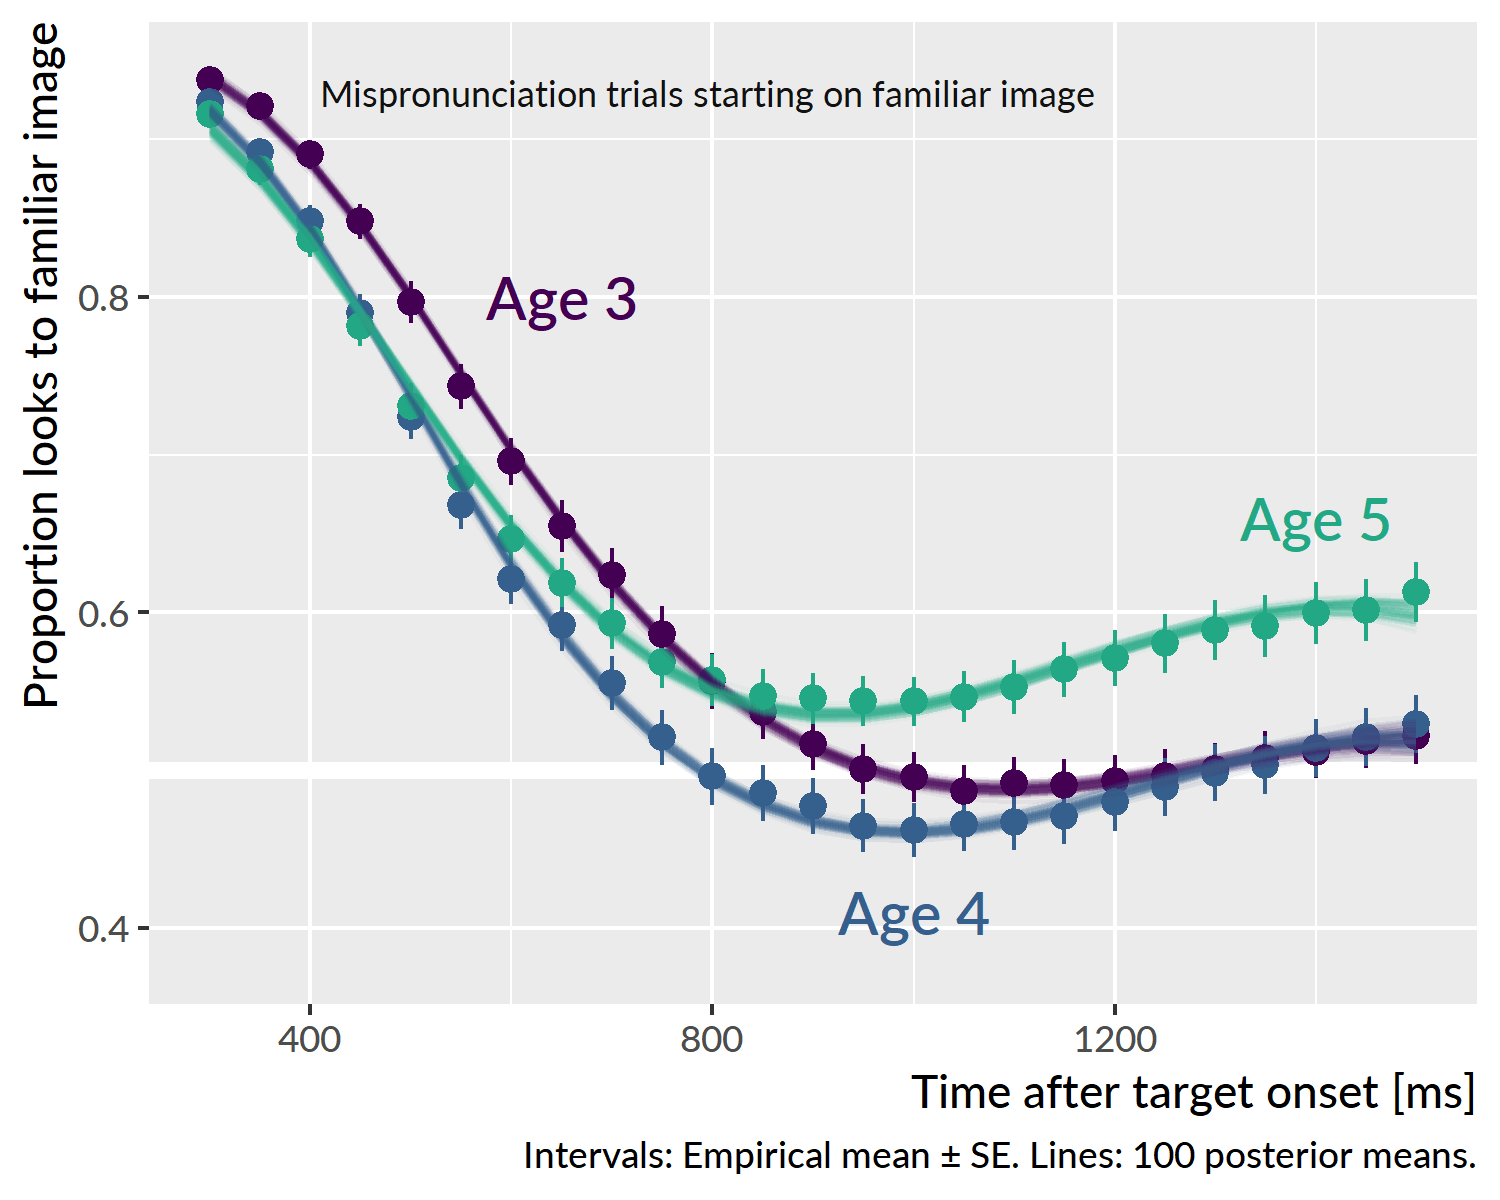 Proportion looks to familiar image
Mispronunciation trials starting on familiar image
Age 3
Age 5
Age 4
0.8
0.6
0.4
400
800
1200
Time after target onset [ms]
Intervals: Empirical mean ± SE. Lines: 100 posterior means.